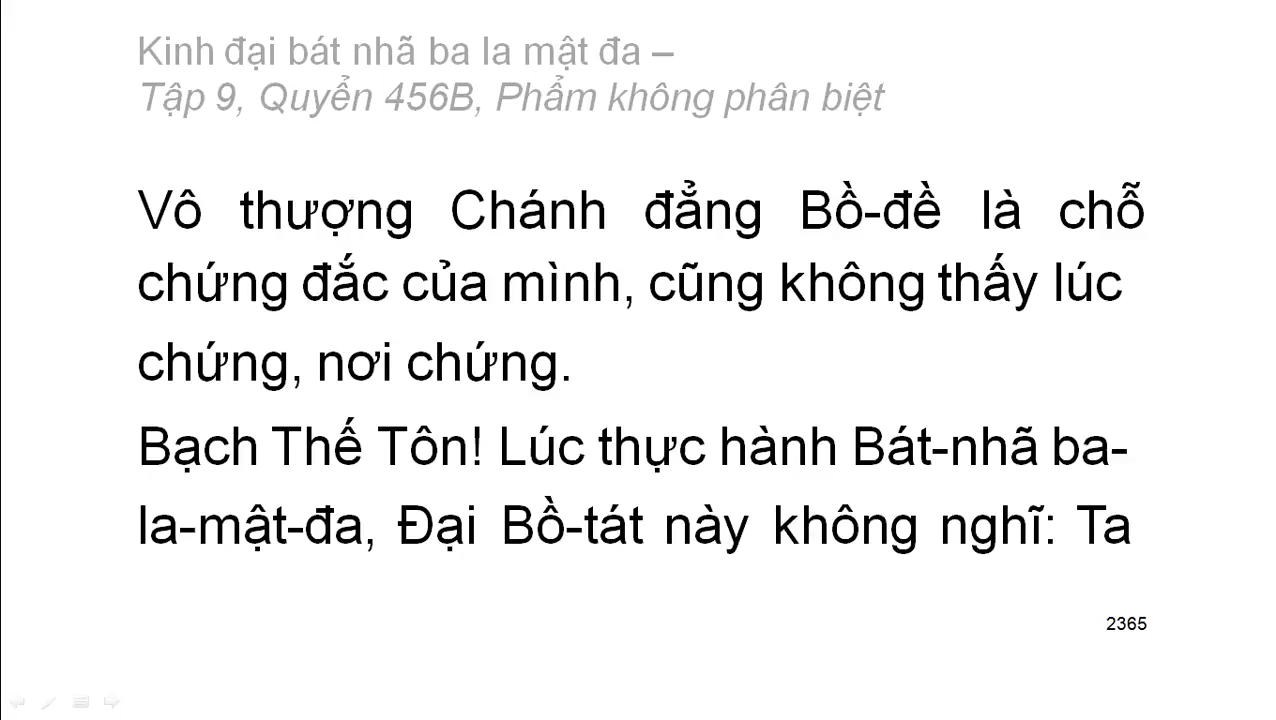 Kinh đại bát nhã ba la mật đa –
Tập 9, Quyển 456B, Phẩm không phân biệt
Vô thượng Chánh đẳng Bồ-đề là chỗ
chứng đắc của mình, cũng không thấy lúc
chứng, nơi chứng.
Bạch Thế Tôn! Lúc thực hành Bát-nhã ba-
la-mật-đa, Đại Bồ-tát này không nghĩ: Ta
2365